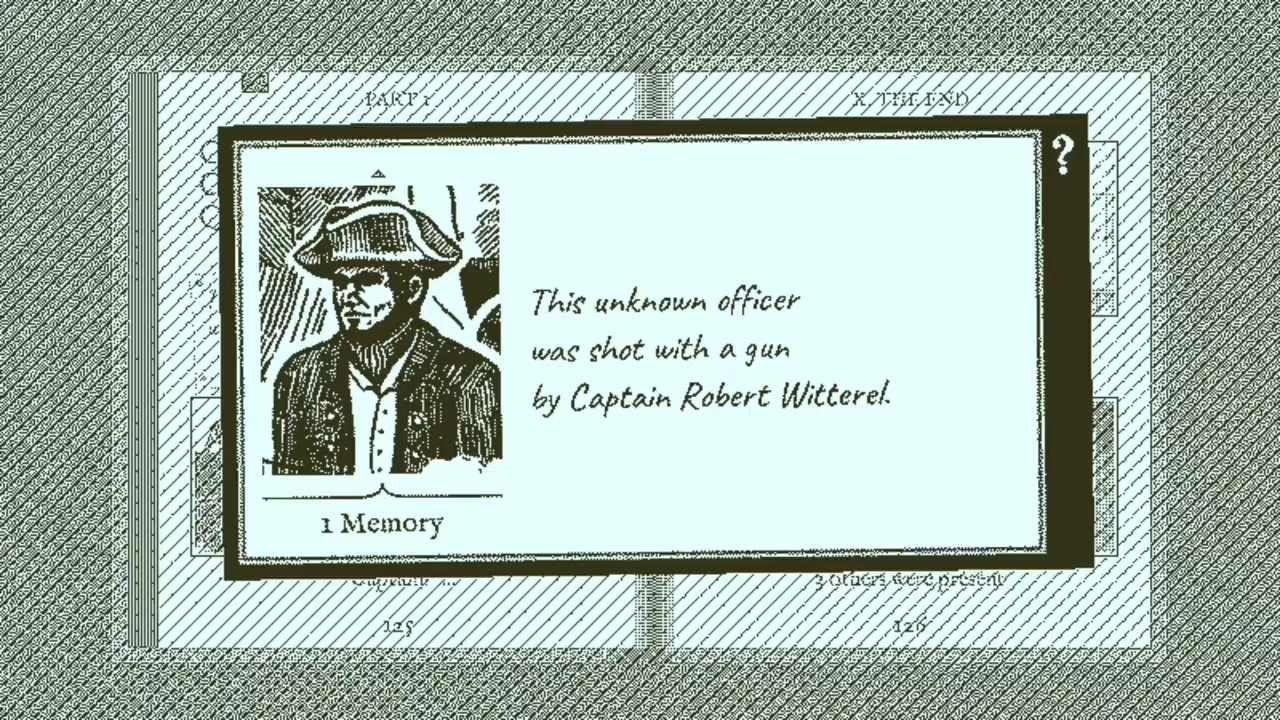 PART 1
X. THE END
?
This unknown officer
was shot with a gun
by Captain Robert Witterel.
1 Memory
3 others were present
125
126